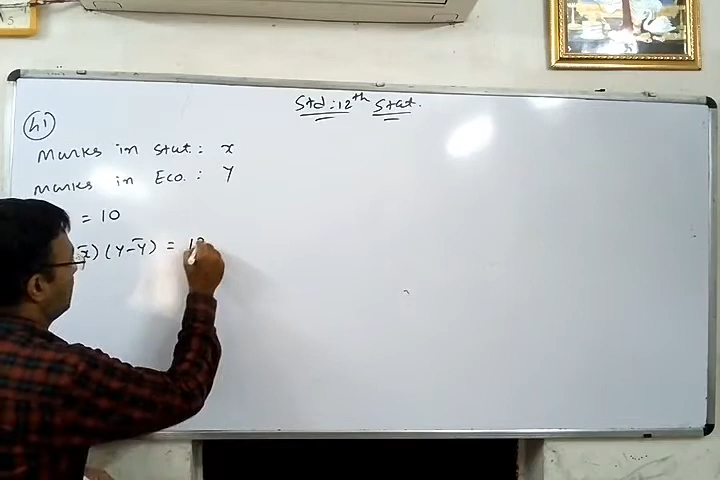 Std:12th Stat.
41
Marks in Stat.: x
Marks in Eco.: Y
= 10
x̄)(Y-Ȳ) =